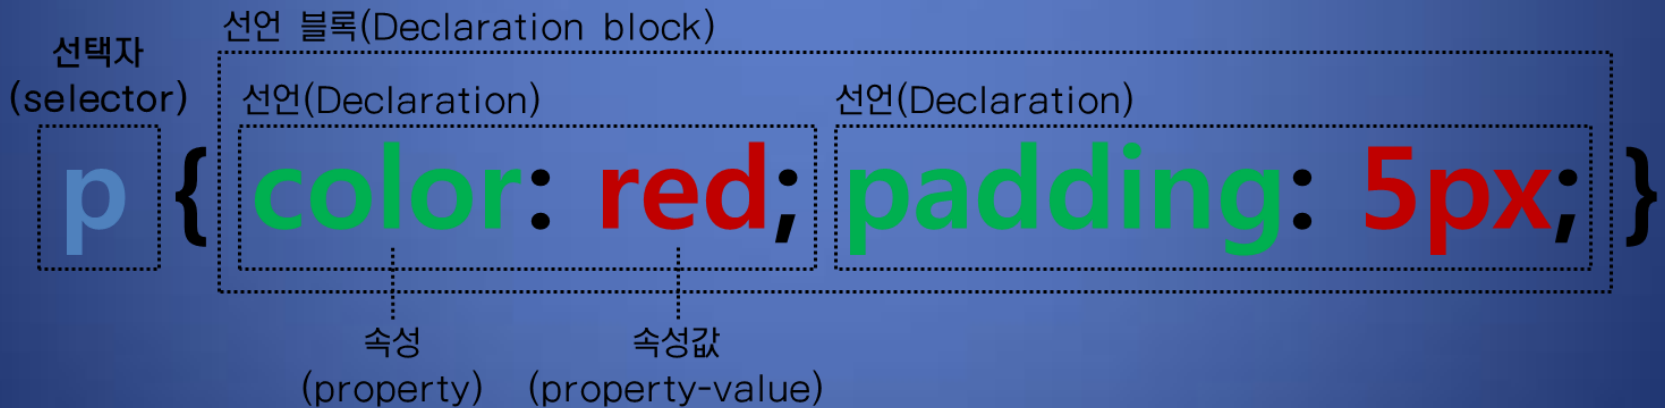 선언 블록(Declaration block)
선택자
(selector)
선언(Declaration)
선언(Declaration)
p { color: red; padding: 5px; }
속성
(property)
속성값
(property-value)